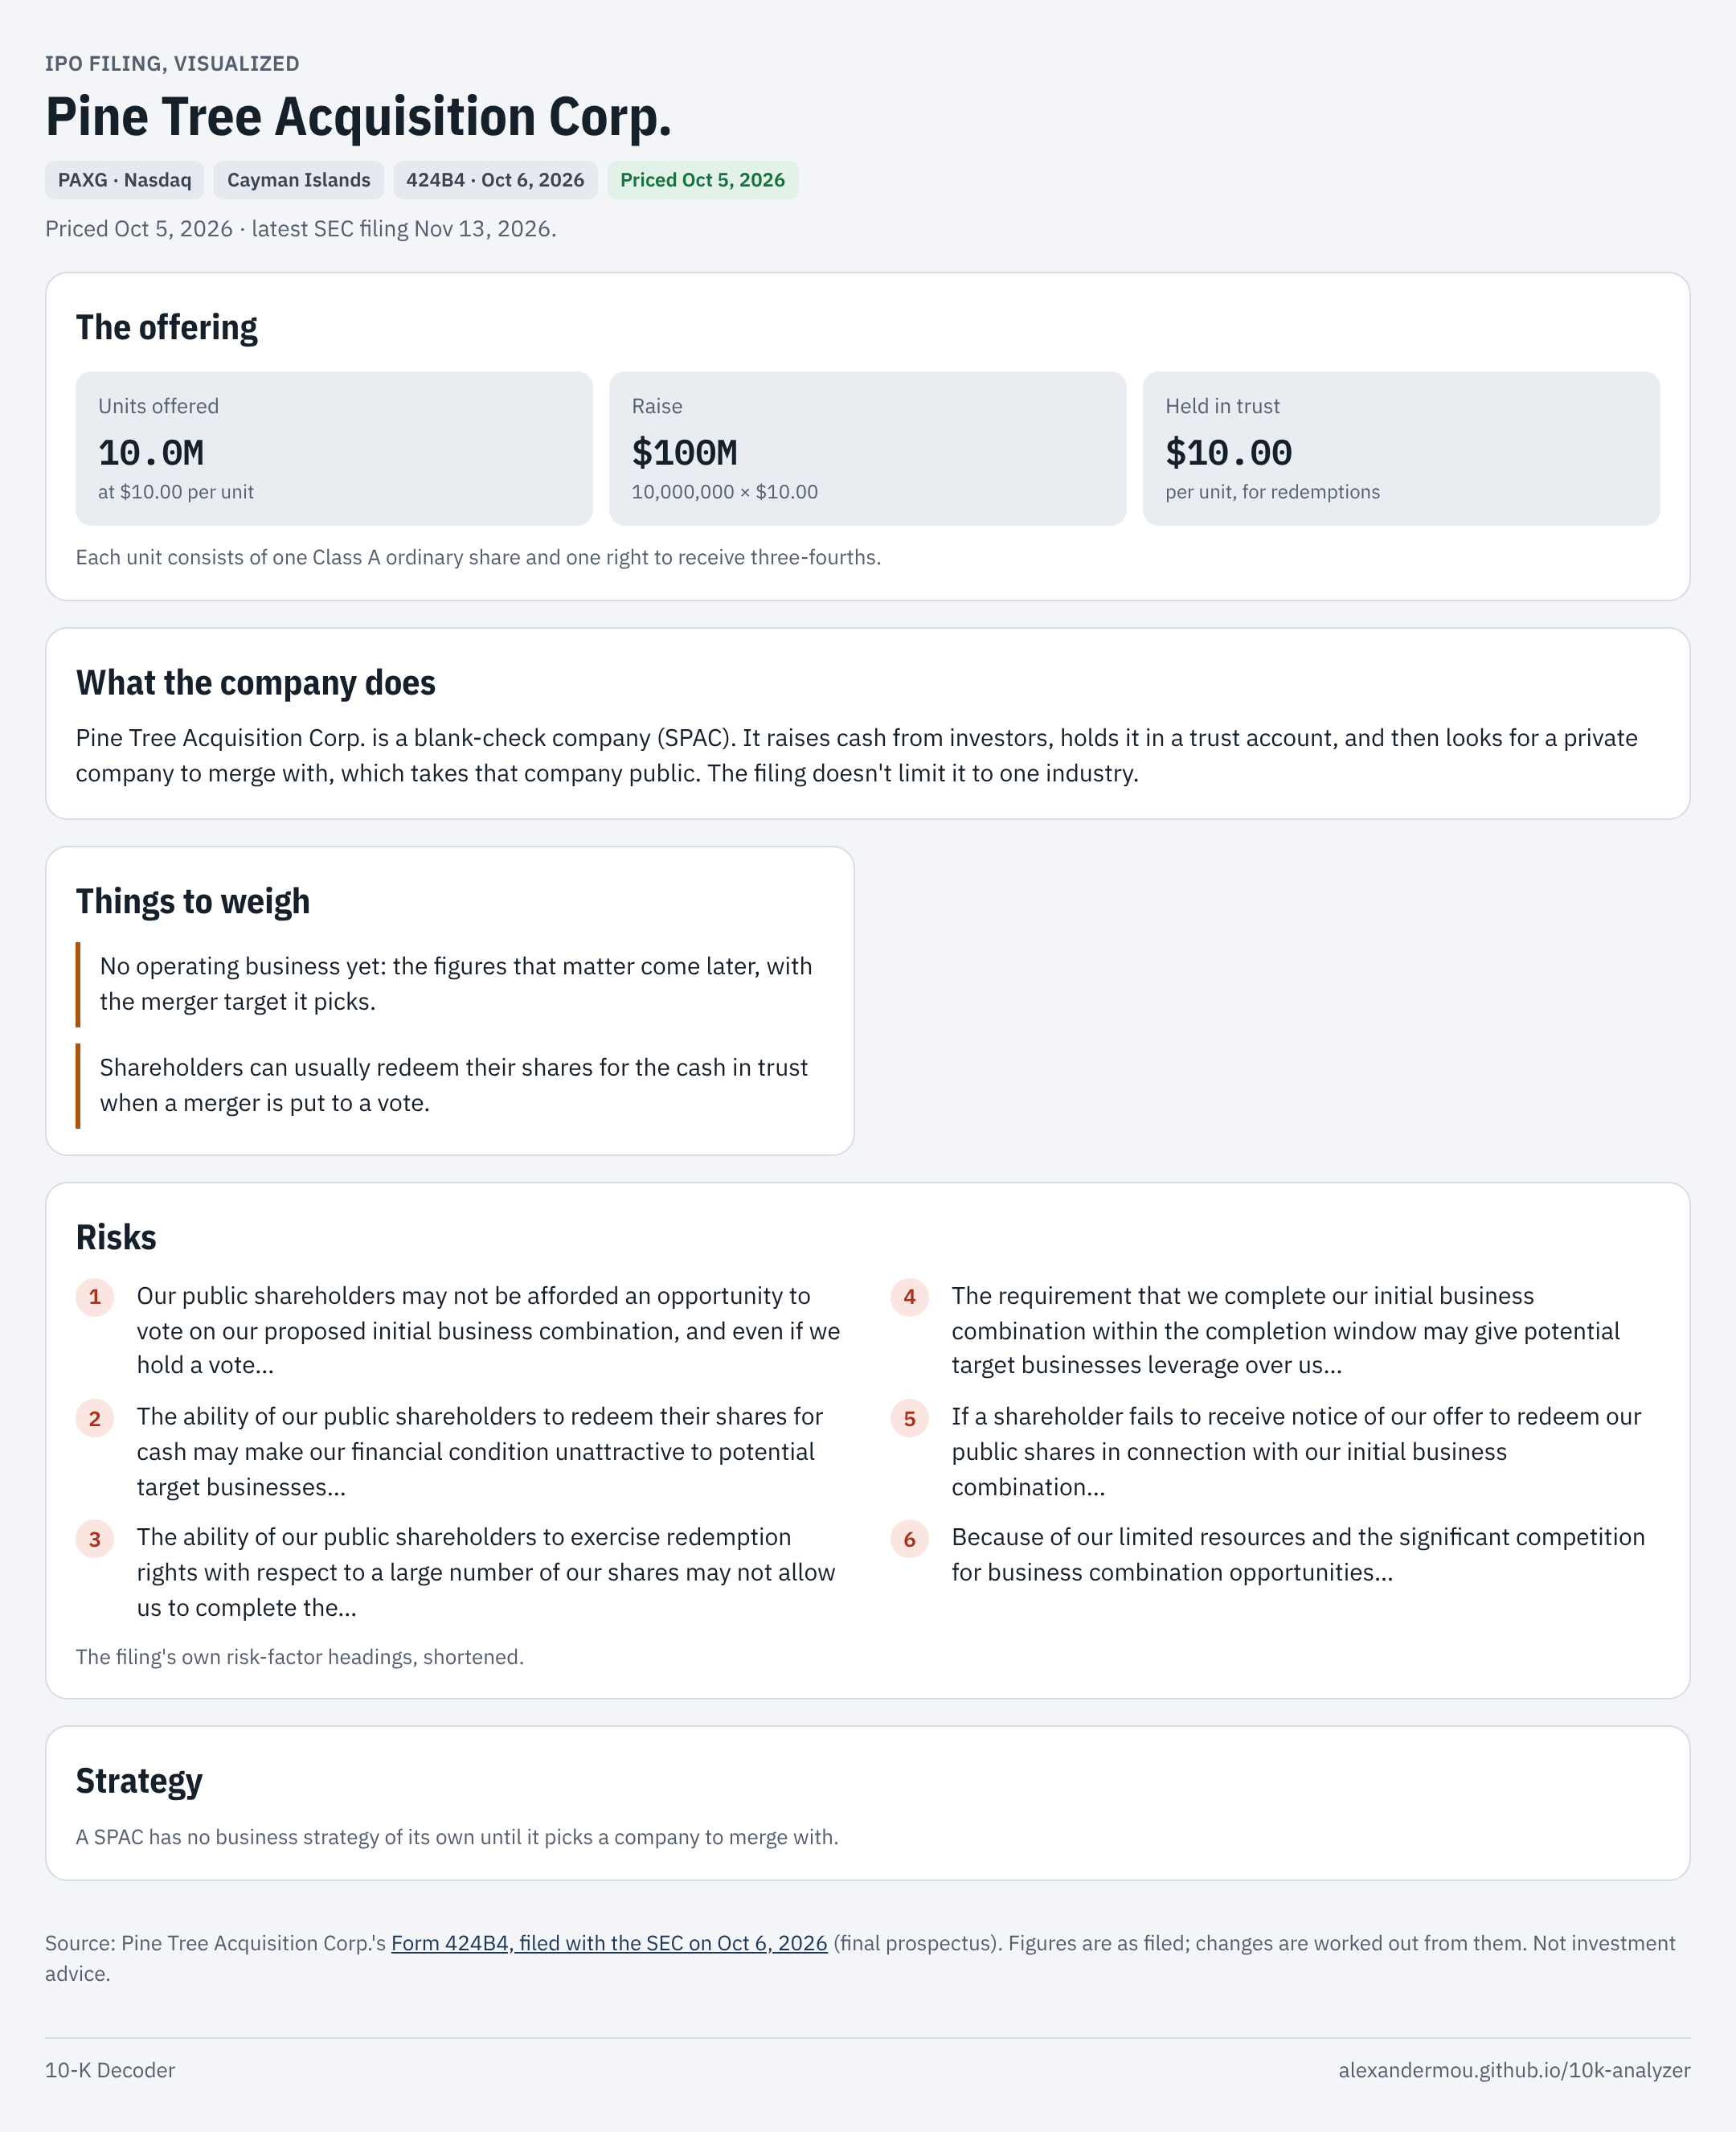 IPO FILING, VISUALIZED
Pine Tree Acquisition Corp.
PAXG · Nasdaq
Cayman Islands
424B4 · Oct 6, 2026
Priced Oct 5, 2026
Priced Oct 5, 2026 · latest SEC filing Nov 13, 2026.
The offering
Units offered
10.0M
at $10.00 per unit
Raise
$100M
10,000,000 × $10.00
Held in trust
$10.00
per unit, for redemptions
Each unit consists of one Class A ordinary share and one right to receive three-fourths.
What the company does
Pine Tree Acquisition Corp. is a blank-check company (SPAC). It raises cash from investors, holds it in a trust account, and then looks for a private
company to merge with, which takes that company public. The filing doesn't limit it to one industry.
Things to weigh
No operating business yet: the figures that matter come later, with
the merger target it picks.
Shareholders can usually redeem their shares for the cash in trust
when a merger is put to a vote.
Risks
1
Our public shareholders may not be afforded an opportunity to
vote on our proposed initial business combination, and even if we
hold a vote…
2
The ability of our public shareholders to redeem their shares for
cash may make our financial condition unattractive to potential
target businesses…
3
The ability of our public shareholders to exercise redemption
rights with respect to a large number of our shares may not allow
us to complete the…
4
The requirement that we complete our initial business
combination within the completion window may give potential
target businesses leverage over us…
5
If a shareholder fails to receive notice of our offer to redeem our
public shares in connection with our initial business
combination…
6
Because of our limited resources and the significant competition
for business combination opportunities…
The filing's own risk-factor headings, shortened.
Strategy
A SPAC has no business strategy of its own until it picks a company to merge with.
Source: Pine Tree Acquisition Corp.'s Form 424B4, filed with the SEC on Oct 6, 2026 (final prospectus). Figures are as filed; changes are worked out from them. Not investment
advice.
10-K Decoder
alexandermou.github.io/10k-analyzer